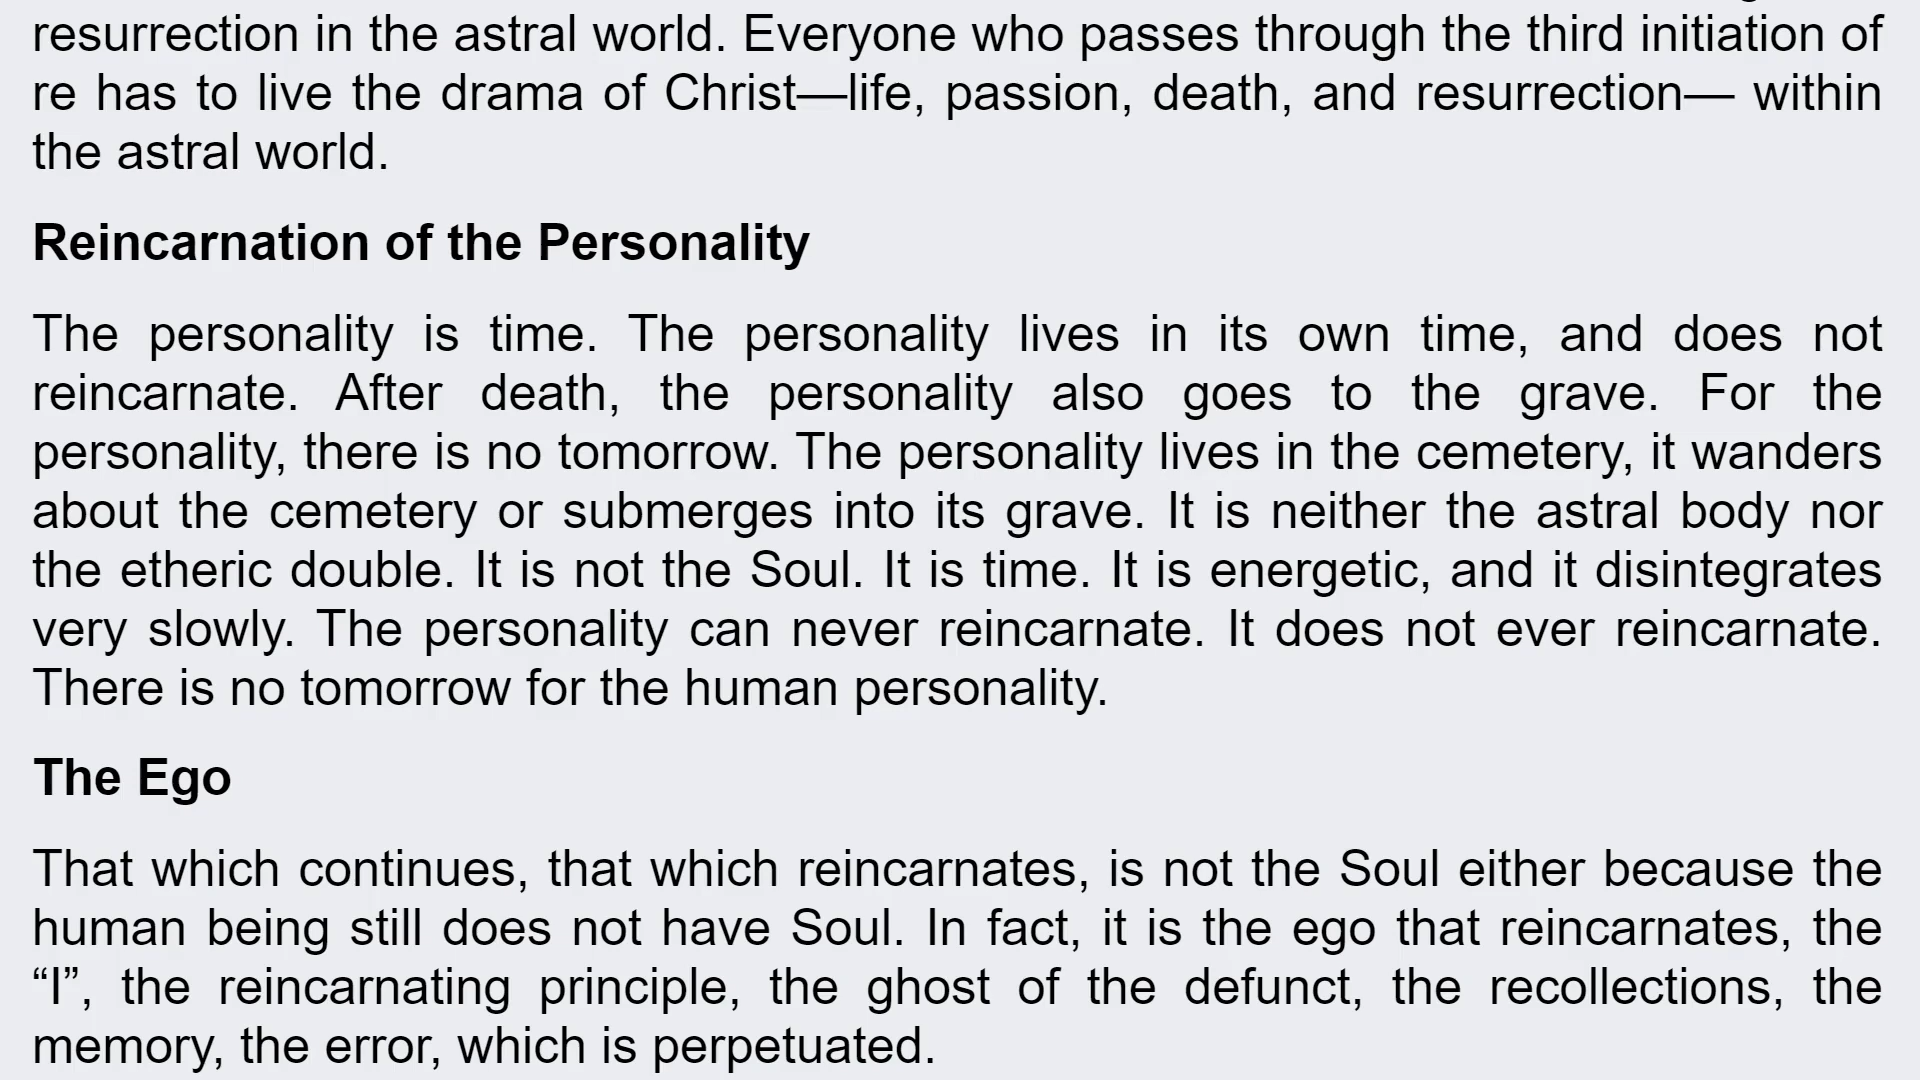 resurrection in the astral world. Everyone who passes through the third initiation of
re has to live the drama of Christ—life, passion, death, and resurrection— within
the astral world.
Reincarnation of the Personality
The personality is time. The personality lives in its own time, and does not
reincarnate. After death, the personality also goes to the grave. For the
personality, there is no tomorrow. The personality lives in the cemetery, it wanders
about the cemetery or submerges into its grave. It is neither the astral body nor
the etheric double. It is not the Soul. It is time. It is energetic, and it disintegrates
very slowly. The personality can never reincarnate. It does not ever reincarnate.
There is no tomorrow for the human personality.
The Ego
That which continues, that which reincarnates, is not the Soul either because the
human being still does not have Soul. In fact, it is the ego that reincarnates, the
“I”, the reincarnating principle, the ghost of the defunct, the recollections, the
memory, the error, which is perpetuated.